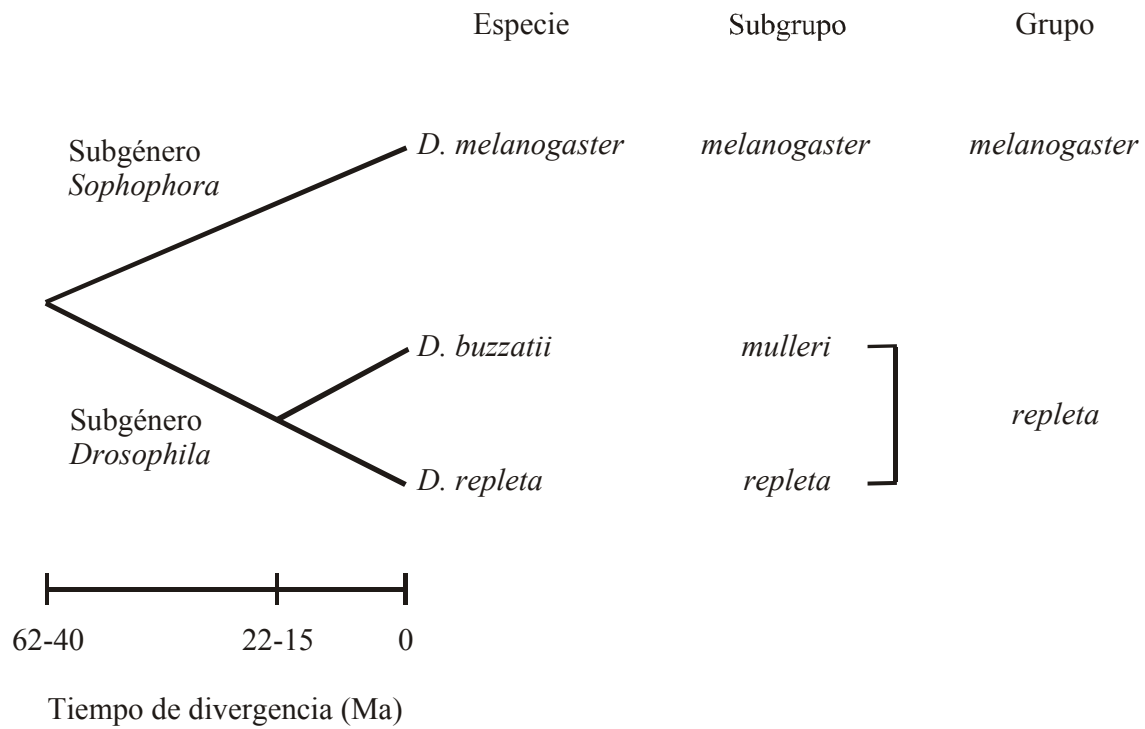 Especie Subgrupo Grupo
Subgénero
Sophophora
D. melanogaster melanogaster melanogaster
D. buzzatii mulleri
Subgénero
Drosophila
repleta
D. repleta repleta
62-40 22-15 0
Tiempo de divergencia (Ma)